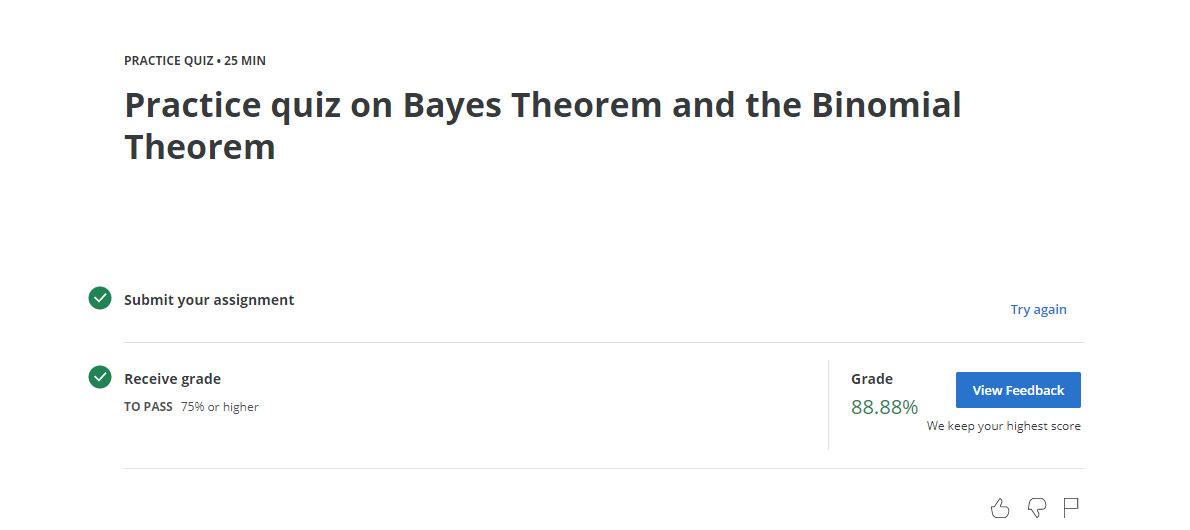 PRACTICE QUIZ • 25 MIN
Practice quiz on Bayes Theorem and the Binomial
Theorem
Submit your assignment
Try again
Receive grade
TO PASS 75% or higher
Grade
88.88%
View Feedback
We keep your highest score